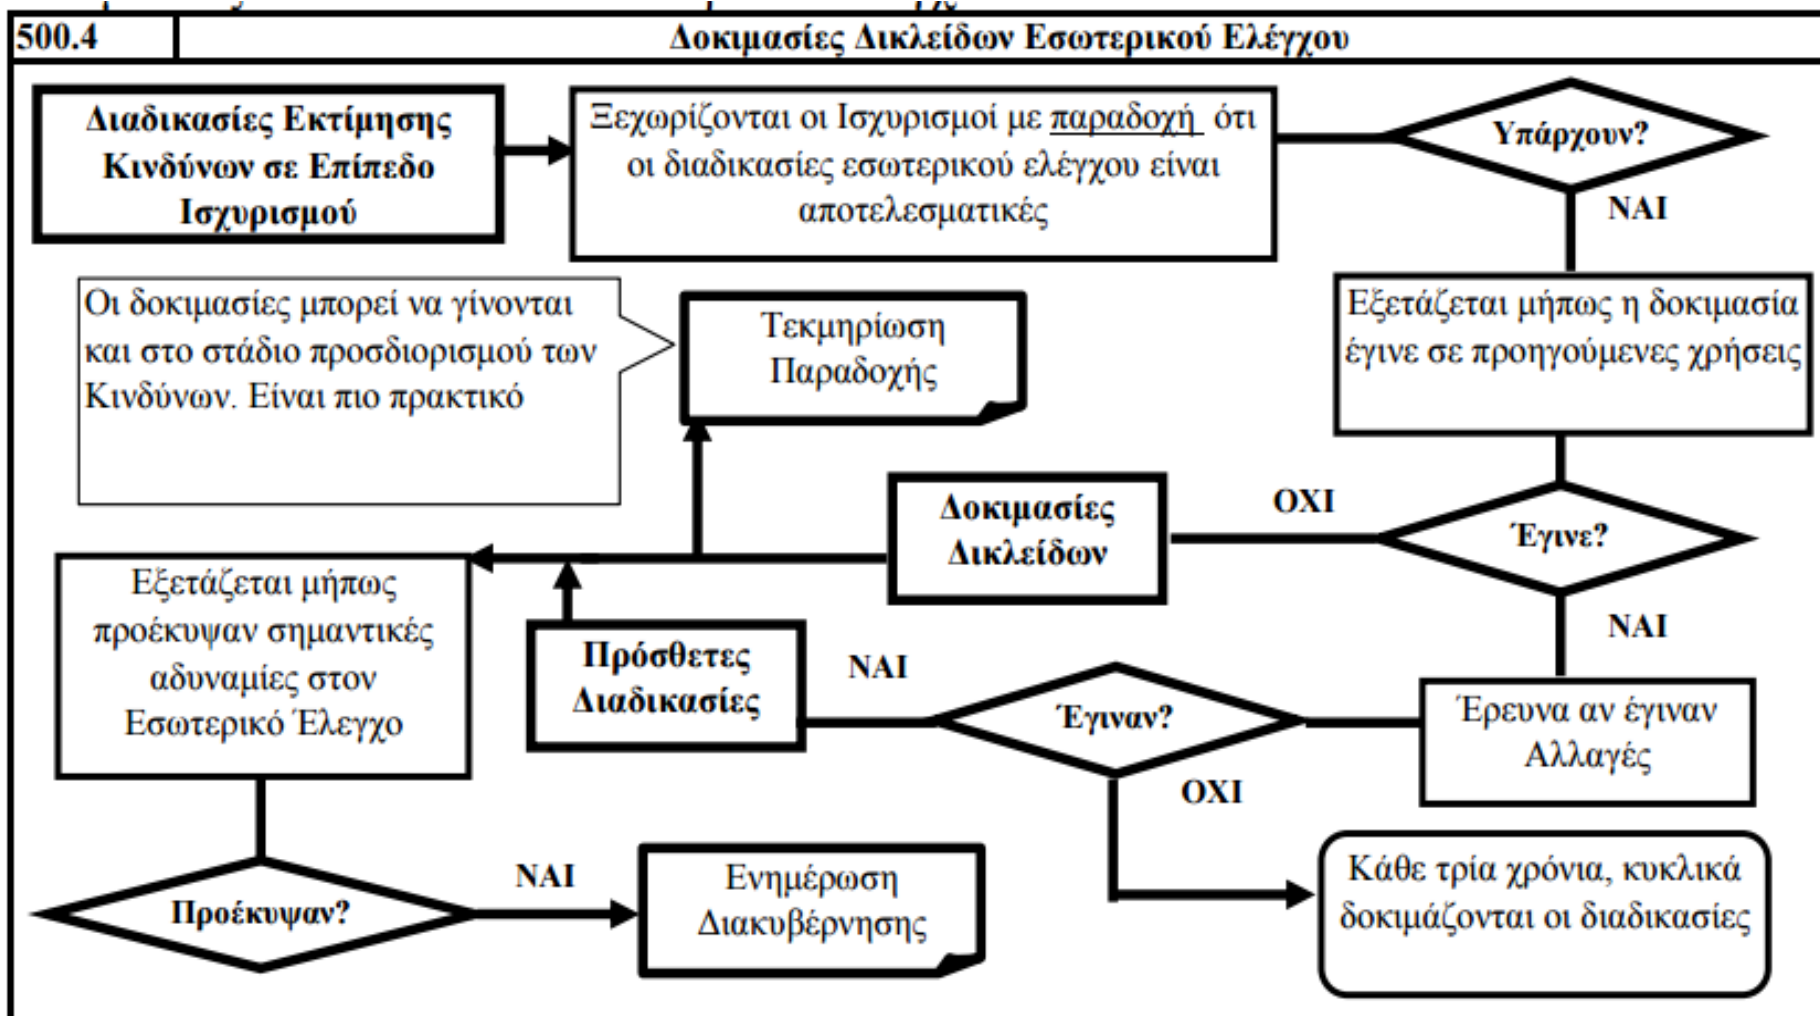 500.4
Δοκιμασίες Δικλείδων Εσωτερικού Ελέγχου
Διαδικασίες Εκτίμησης
Κινδύνων σε Επίπεδο
Ισχυρισμού
Ξεχωρίζονται οι Ισχυρισμοί με παραδοχή ότι
οι διαδικασίες εσωτερικού ελέγχου είναι
αποτελεσματικές
Υπάρχουν?
ΝΑΙ
Εξετάζεται μήπως η δοκιμασία
έγινε σε προηγούμενες χρήσεις
Οι δοκιμασίες μπορεί να γίνονται
και στο στάδιο προσδιορισμού των
Κινδύνων. Είναι πιο πρακτικό
Τεκμηρίωση
Παραδοχής
Δοκιμασίες
Δικλείδων
ΟΧΙ
Έγινε?
ΝΑΙ
Εξετάζεται μήπως
προέκυψαν σημαντικές
αδυναμίες στον
Εσωτερικό Έλεγχο
Πρόσθετες
Διαδικασίες
ΝΑΙ
Έγιναν?
ΟΧΙ
Έρευνα αν έγιναν
Αλλαγές
Προέκυψαν?
ΝΑΙ
Ενημέρωση
Διακυβέρνησης
Κάθε τρία χρόνια, κυκλικά
δοκιμάζονται οι διαδικασίες